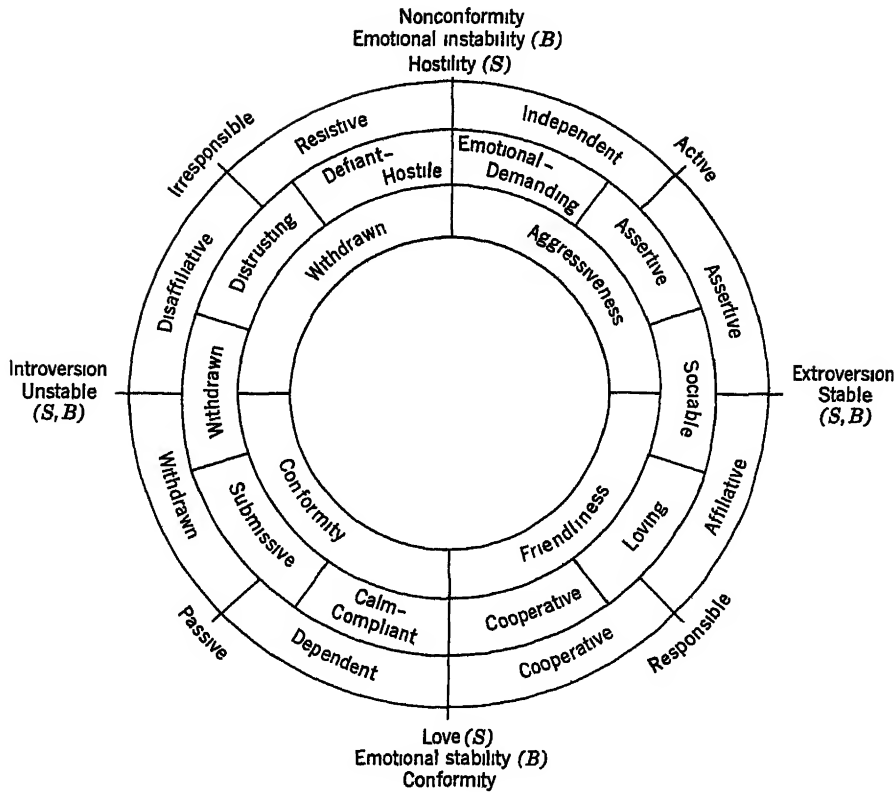 Nonconformity
Emotional instability (B)
Hostility (S)
Irresponsible
Resistive
Independent
Active
Defiant-
Hostile
Emotional-
Demanding
Disaffiliative
Distrusting
Withdrawn
Aggressiveness
Assertive
Assertive
Introversion
Unstable
(S, B)
Withdrawn
Sociable
Extroversion
Stable
(S, B)
Withdrawn
Submissive
Conformity
Friendliness
Loving
Affiliative
Calm-
Compliant
Cooperative
Passive
Dependent
Cooperative
Responsible
Love (S)
Emotional stability (B)
Conformity